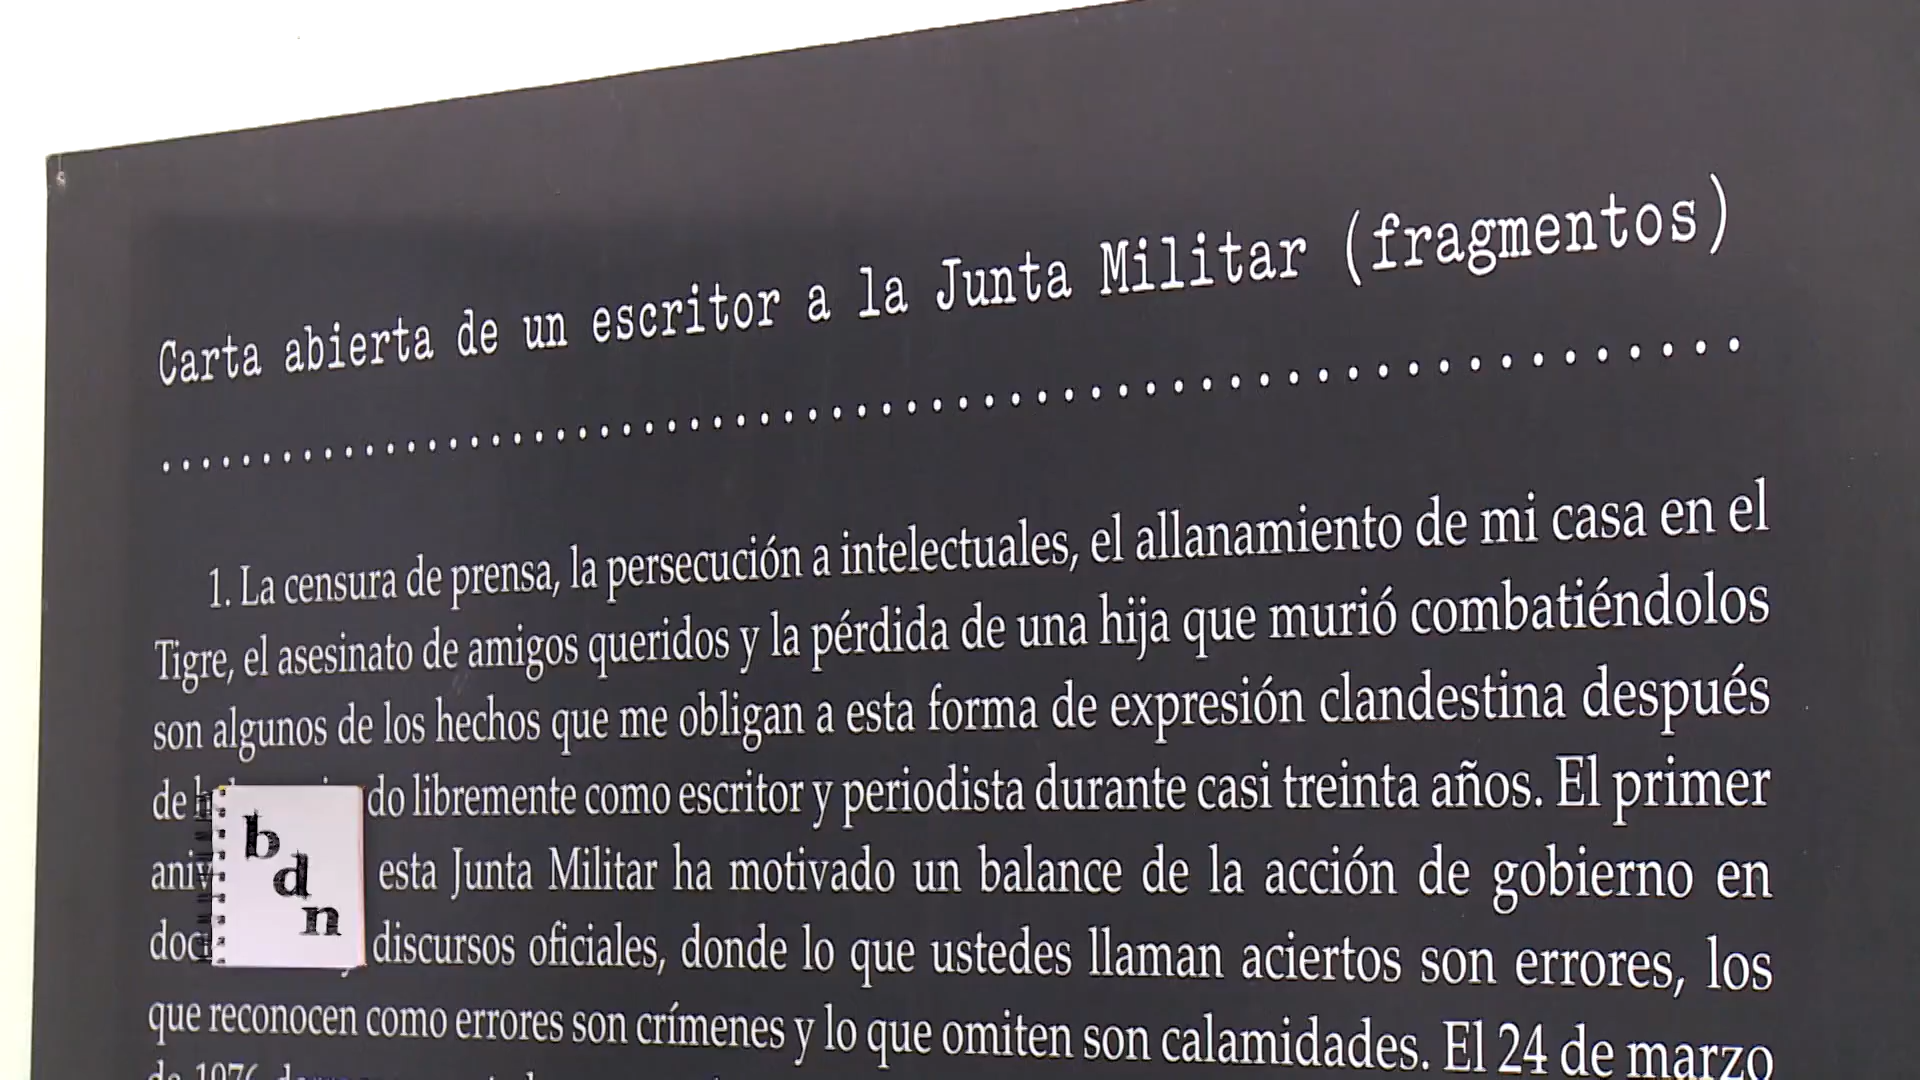 Carta abierta de un escritor a la Junta Militar (fragmentos)
1. La censura de prensa, la persecución a intelectuales, el allanamiento de mi casa en el
Tigre, el asesinato de amigos queridos y la pérdida de una hija que murió combatiéndolos
son algunos de los hechos que me obligan a esta forma de expresión clandestina después
de do libremente como escritor y periodista durante casi treinta años. El primer
aniv esta Junta Militar ha motivado un balance de la acción de gobierno en
doc discursos oficiales, donde lo que ustedes llaman aciertos son errores, los
que reconocen como errores son crímenes y lo que omiten son calamidades. El 24 de marzo
de 1976
b
d
n